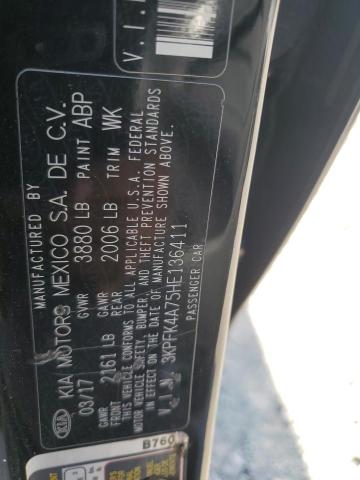 MANUFACTURED BY
KIA KIA MOTORS MEXICO S.A. DE C.V.
03/17 GVWR 3880 LB PAINT ABP
GAWR FRONT 2161 LB GAWR REAR 2006 LB TRIM WK
THIS VEHICLE CONFORMS TO ALL APPLICABLE U.S.A. FEDERAL
MOTOR VEHICLE SAFETY, BUMPER, AND THEFT PREVENTION STANDARDS
IN EFFECT ON THE DATE OF MANUFACTURE SHOWN ABOVE.
V.I.N. 3KPFK4A75HE136411
PASSENGER CAR
V.I.
B760